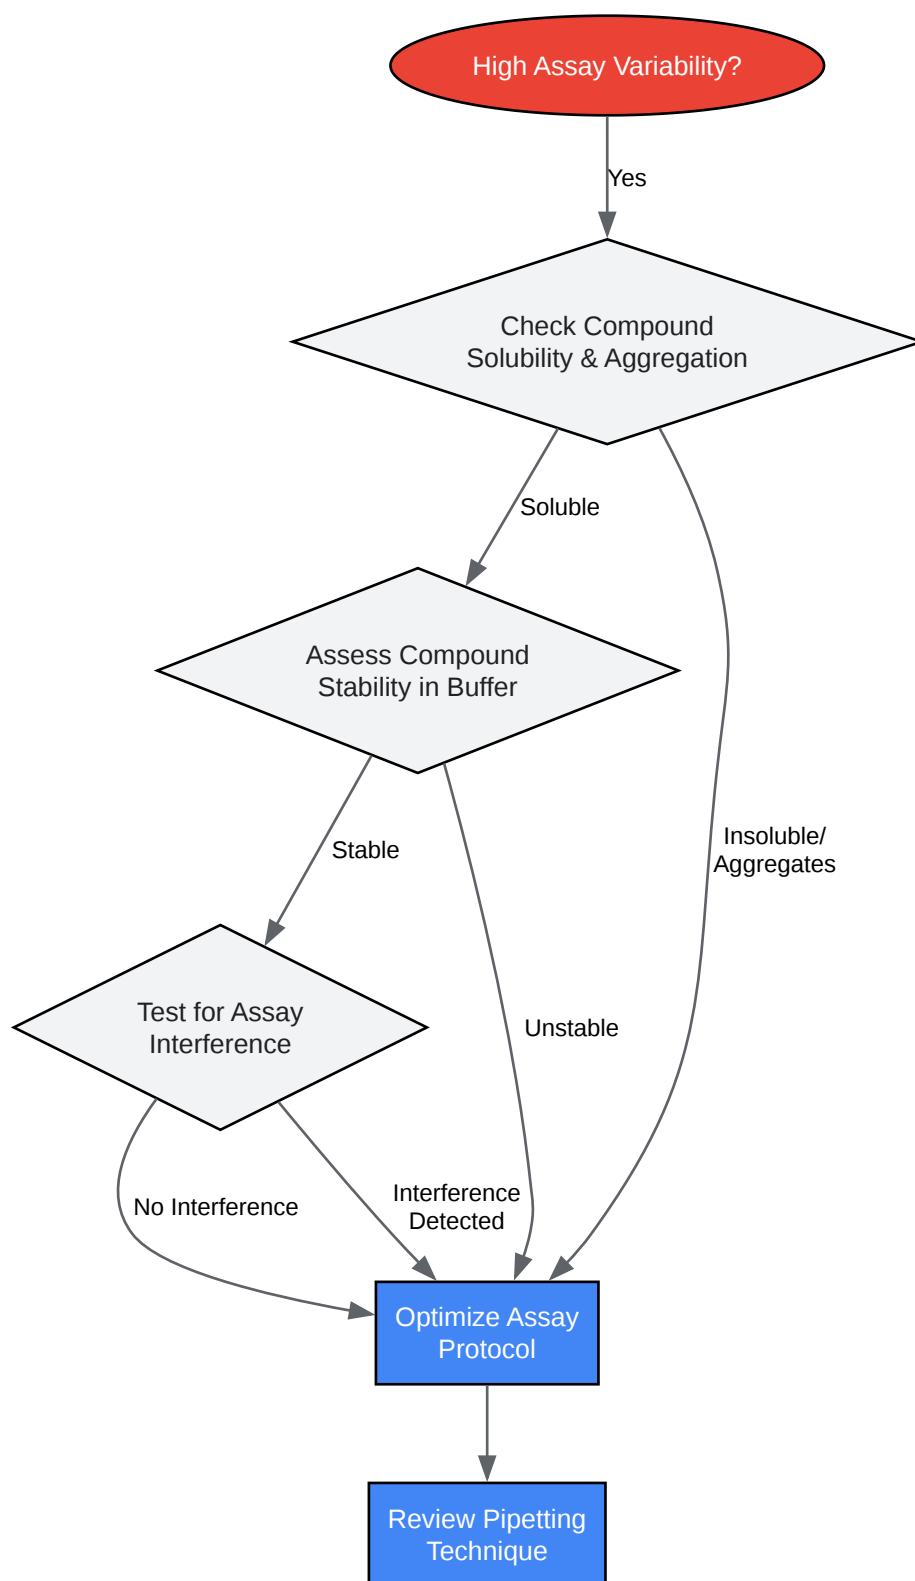 High Assay Variability?
Yes
Check Compound
Solubility & Aggregation
Soluble
Assess Compound
Stability in Buffer
Insoluble/
Aggregates
Stable
Test for Assay
Interference
Unstable
No Interference
Interference
Detected
Optimize Assay
Protocol
Review Pipetting
Technique